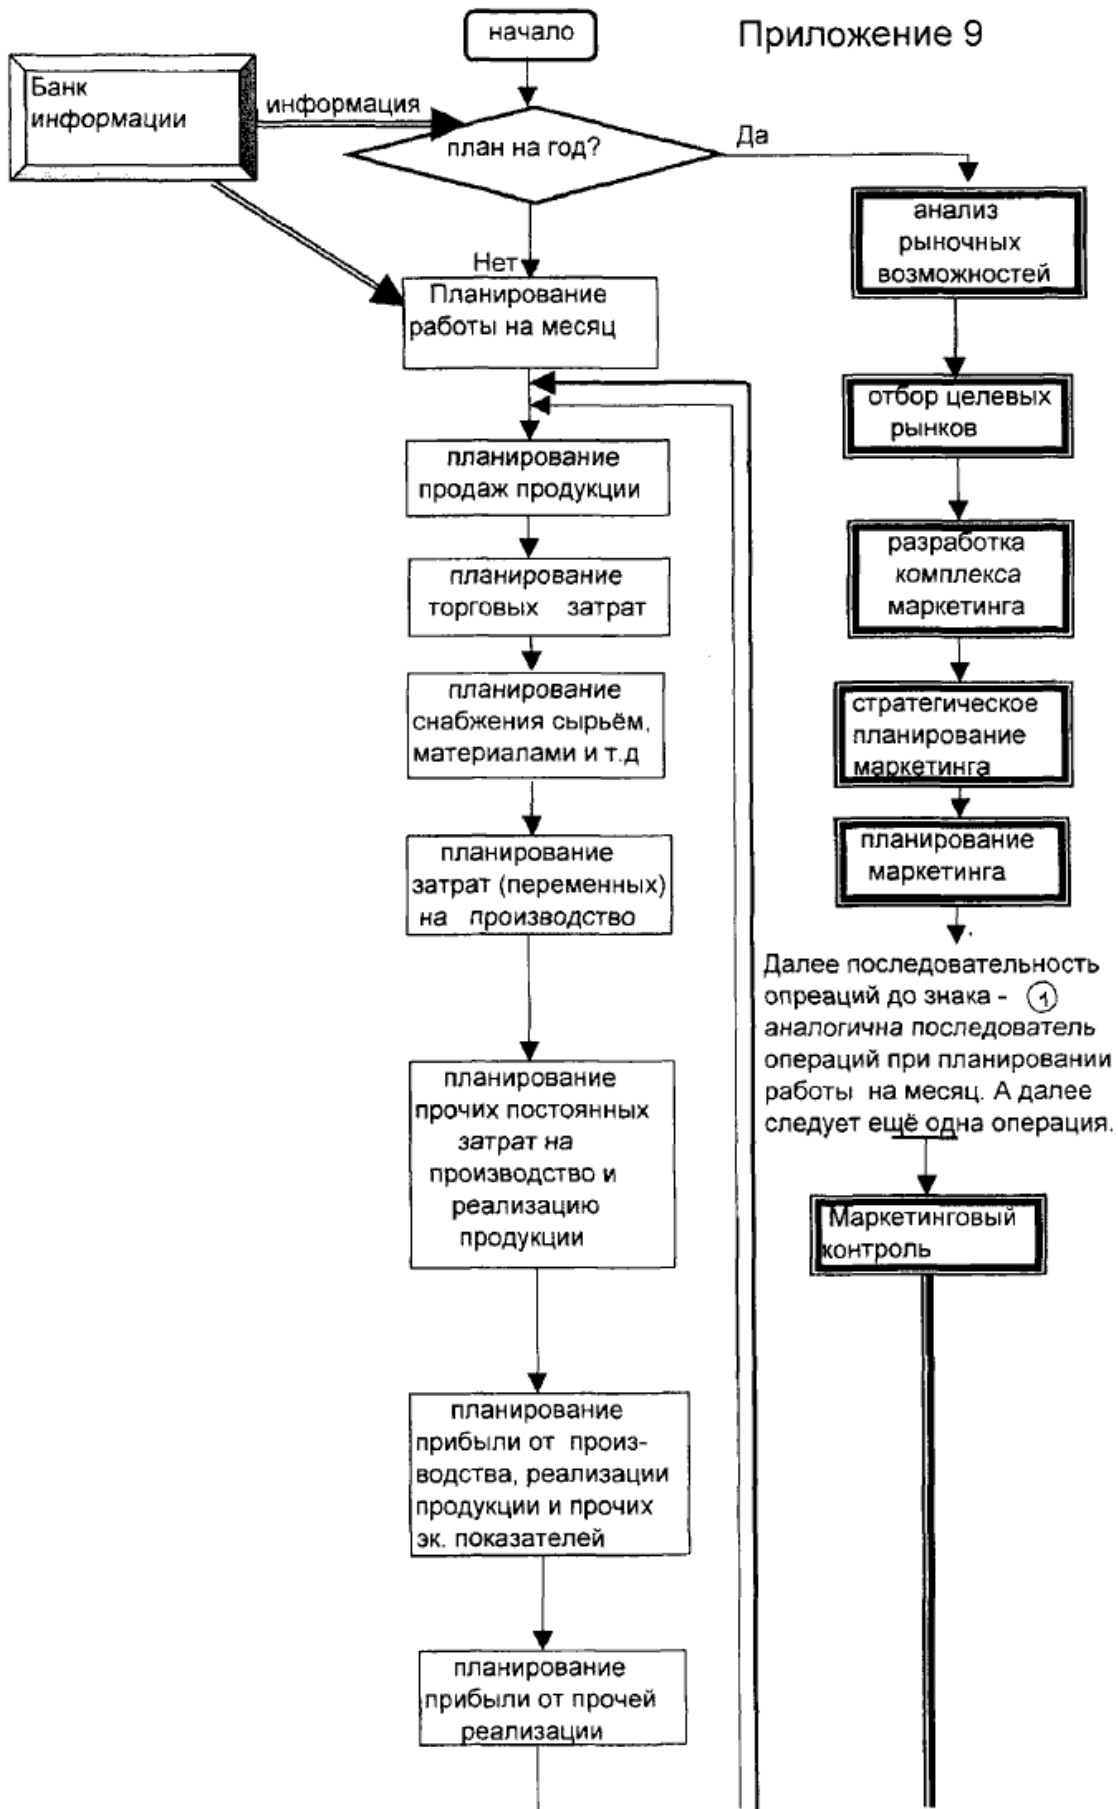 начало
Приложение 9
Банк
информации
информация
план на год?
Да
Нет
Планирование
работы на месяц
планирование
продаж продукции
планирование
торговых затрат
планирование
снабжения сырьём,
материалами и т.д
планирование
затрат (переменных)
на производство
планирование
прочих постоянных
затрат на
производство и
реализацию
продукции
планирование
прибыли от произ-
водства, реализации
продукции и прочих
эк. показателей
планирование
прибыли от прочей
реализации
анализ
рыночных
возможностей
отбор целевых
рынков
разработка
комплекса
маркетинга
стратегическое
планирование
маркетинга
планирование
маркетинга
Далее последовательность
опреаций до знака - 1
аналогична последователь
операций при планировании
работы на месяц. А далее
следует ещё одна операция.
Маркетинговый
контроль